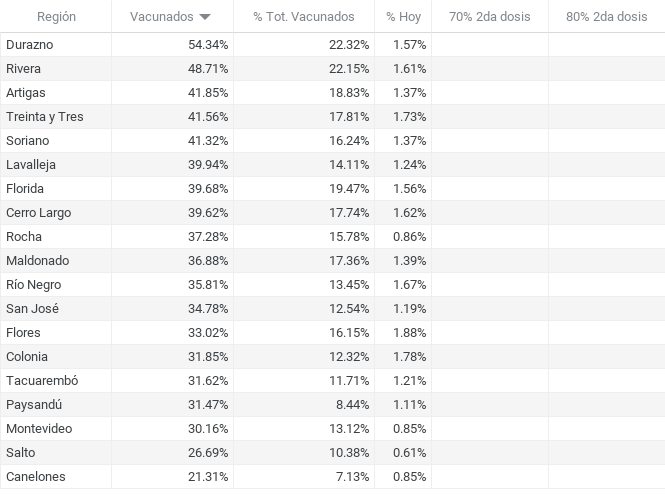 Región Vacunados % Tot. Vacunados % Hoy 70% 2da dosis 80% 2da dosis
Durazno 54.34% 22.32% 1.57%
Rivera 48.71% 22.15% 1.61%
Artigas 41.85% 18.83% 1.37%
Treinta y Tres 41.56% 17.81% 1.73%
Soriano 41.32% 16.24% 1.37%
Lavalleja 39.94% 14.11% 1.24%
Florida 39.68% 19.47% 1.56%
Cerro Largo 39.62% 17.74% 1.62%
Rocha 37.28% 15.78% 0.86%
Maldonado 36.88% 17.36% 1.39%
Río Negro 35.81% 13.45% 1.67%
San José 34.78% 12.54% 1.19%
Flores 33.02% 16.15% 1.88%
Colonia 31.85% 12.32% 1.78%
Tacuarembó 31.62% 11.71% 1.21%
Paysandú 31.47% 8.44% 1.11%
Montevideo 30.16% 13.12% 0.85%
Salto 26.69% 10.38% 0.61%
Canelones 21.31% 7.13% 0.85%